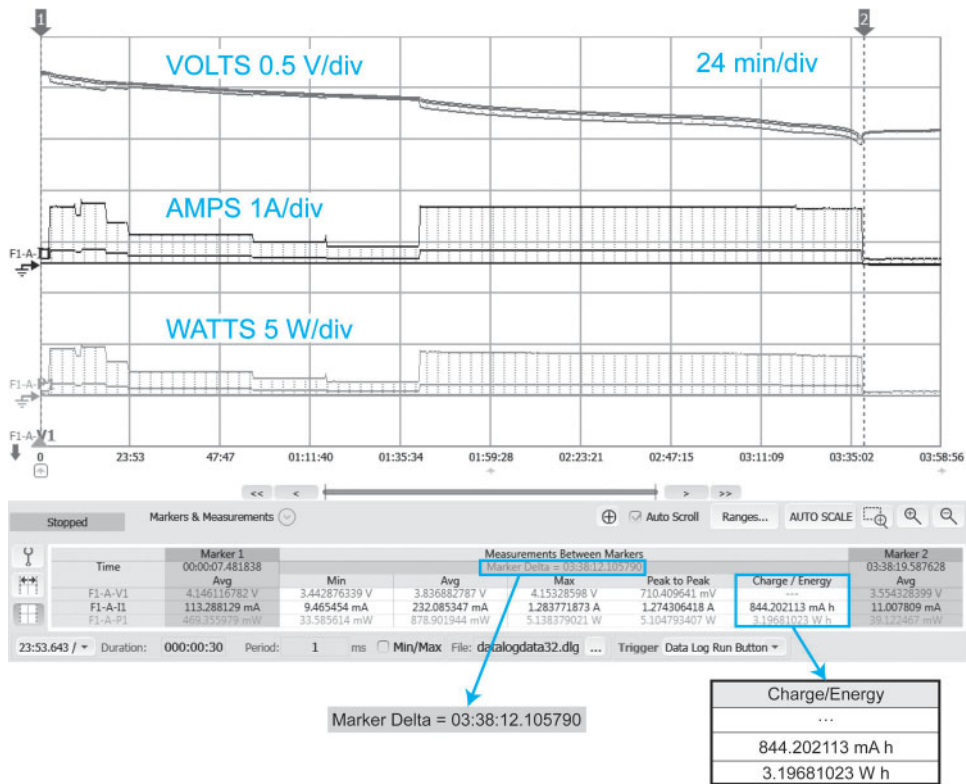 1
2
VOLTS 0.5 V/div
24 min/div
AMPS 1A/div
F1-A-I
WATTS 5 W/div
F1-A-P1
F1-A-V1
0 23:53 47:47 01:11:40 01:35:34 01:59:28 02:23:21 02:47:15 03:11:09 03:35:02 03:58:56
<< < > >>
Stopped Markers & Measurements Auto Scroll Ranges... AUTO SCALE
Marker 1 Measurements Between Markers Marker 2
Time 00:00:07.481838 Marker Delta = 03:38:12.105790 03:38:19.587628
Avg Min Avg Max Peak to Peak Charge / Energy Avg
F1-A-V1 4.146116782 V 3.442876339 V 3.836882787 V 4.15328598 V 710.409641 mV --- 3.554328399 V
F1-A-I1 113.288129 mA 9.465454 mA 232.085347 mA 1.283771873 A 1.274306418 A 844.202113 mA h 11.007809 mA
F1-A-P1 469.355979 mW 33.585614 mW 878.901944 mW 5.138379021 W 5.104793407 W 3.19681023 W h 39.122467 mW
23:53.643 / Duration: 000:00:30 Period: 1 ms Min/Max File: datalogdata32.dlg ... Trigger Data Log Run Button
Marker Delta = 03:38:12.105790
Charge/Energy
...
844.202113 mA h
3.19681023 W h